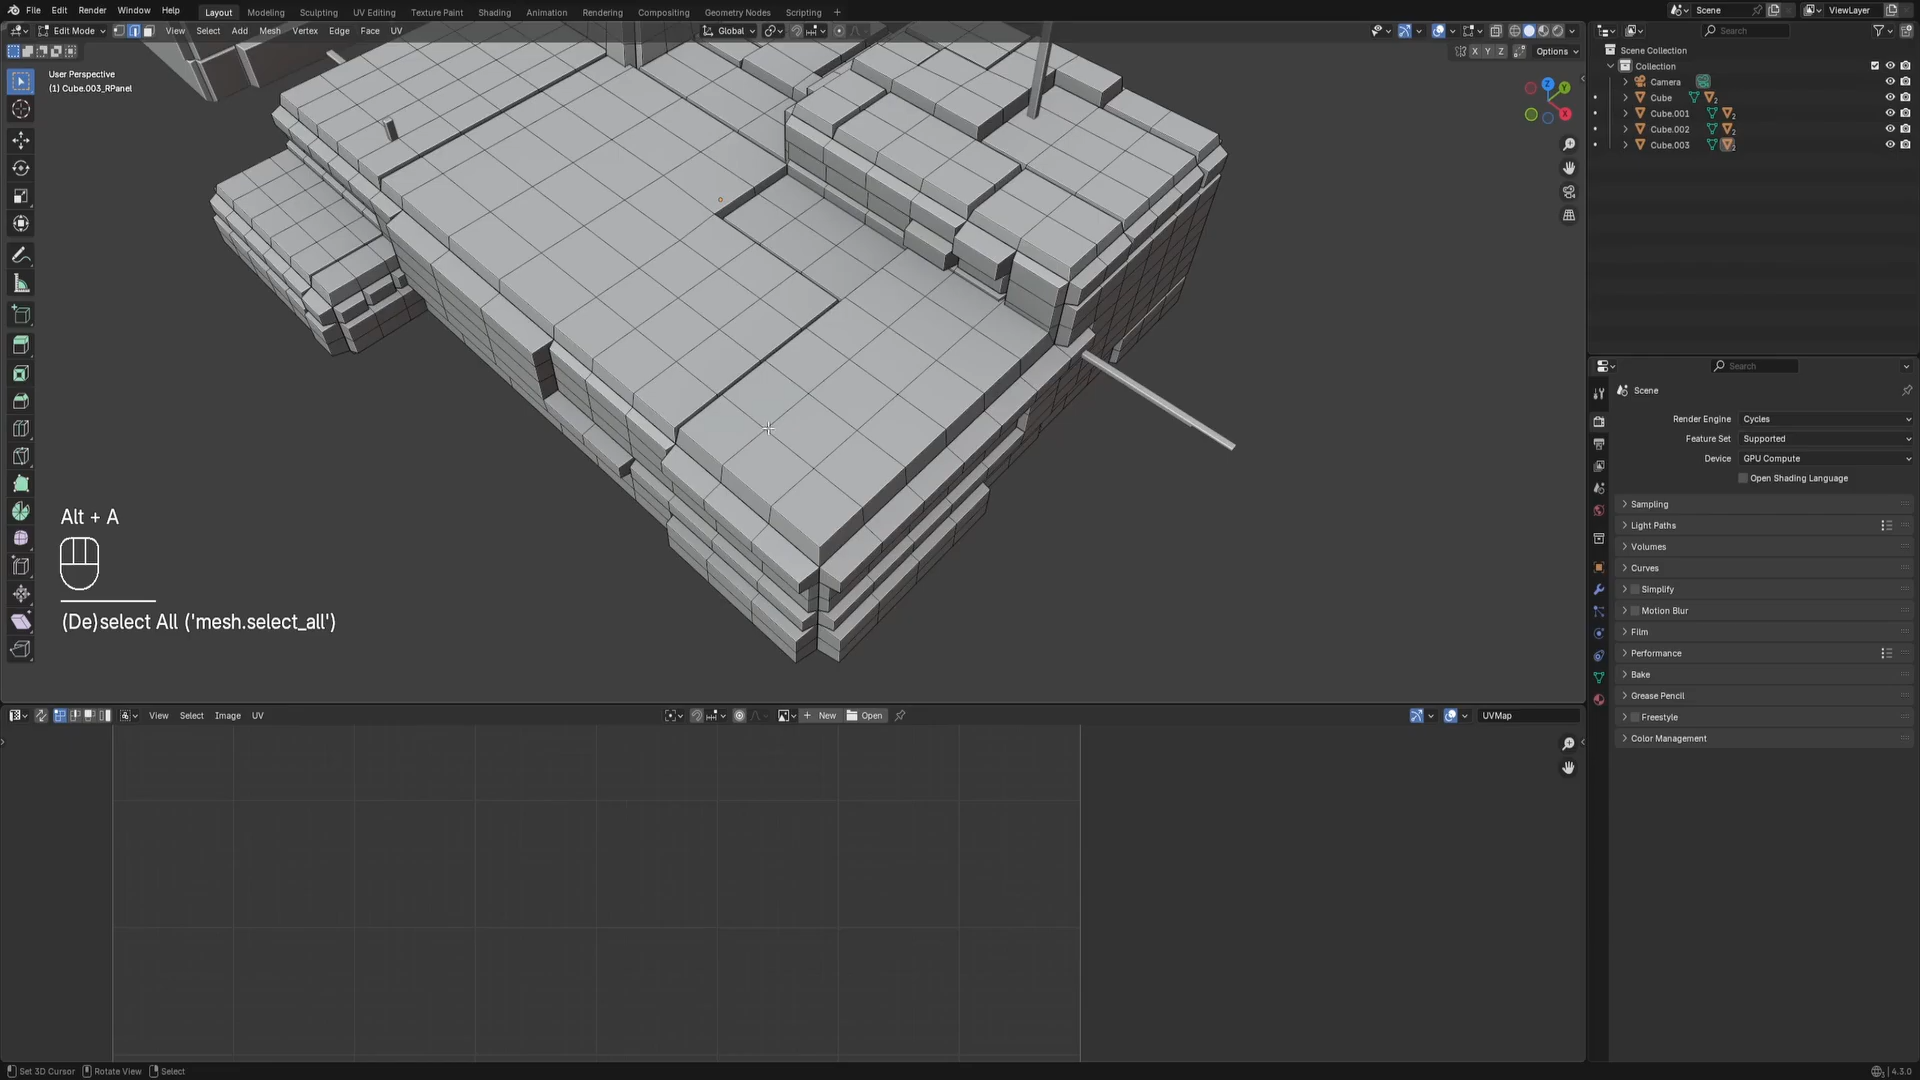 File Edit Render Window Help Layout Modeling Sculpting UV Editing Texture Paint Shading Animation Rendering Compositing Geometry Nodes Scripting + Scene ViewLayer
Edit Mode View Select Add Mesh Vertex Edge Face UV Global Search
X Y Z Options
User Perspective
(1) Cube.003_RPanel
Z
Y
X
Scene Collection
Collection
Camera
Cube 2
Cube.001 2
Cube.002 2
Cube.003
Search
Scene
Render Engine Cycles
Feature Set Supported
Device GPU Compute
Open Shading Language
Sampling
Light Paths
Volumes
Curves
Simplify
Motion Blur
Film
Performance
Bake
Grease Pencil
Freestyle
Color Management
Alt + A
(De)select All ('mesh.select_all')
View Select Image UV + New Open UVMap
Set 3D Cursor Rotate View Select 4.3.0